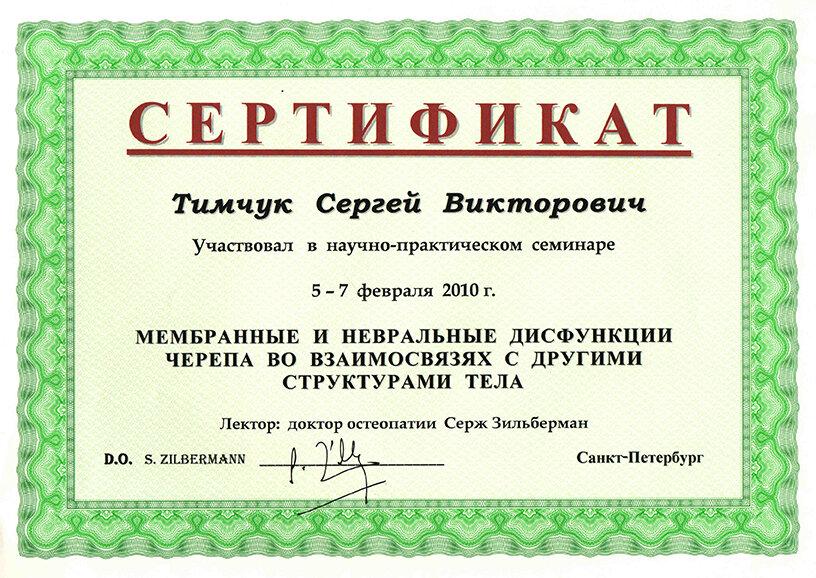 СЕРТИФИКАТ
Тимчук Сергей Викторович
Участвовал в научно-практическом семинаре
5 – 7 февраля 2010 г.
МЕМБРАННЫЕ И НЕВРАЛЬНЫЕ ДИСФУНКЦИИ
ЧЕРЕПА ВО ВЗАИМОСВЯЗЯХ С ДРУГИМИ
СТРУКТУРАМИ ТЕЛА
Лектор: доктор остеопатии Серж Зильберман
D.O. S. ZILBERMANN Санкт-Петербург